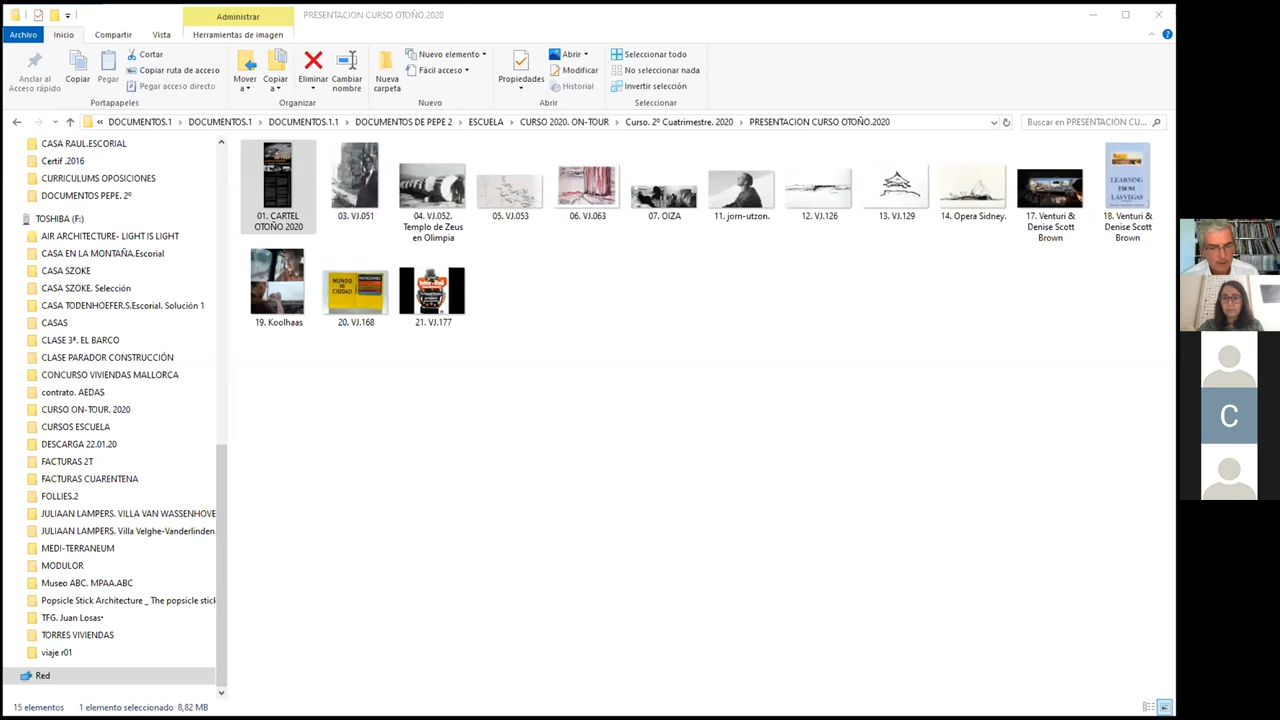 Administrar
PRESENTACION CURSO OTOÑO.2020
Archivo
Inicio
Compartir
Vista
Herramientas de imagen
Anclar al
Acceso rápido
Copiar
Pegar
Cortar
Copiar ruta de acceso
Pegar acceso directo
Portapapeles
Mover
a
Copiar
a
Eliminar
Cambiar
nombre
Organizar
Nueva
carpeta
Nuevo elemento
Fácil acceso
Nuevo
Propiedades
Abrir
Modificar
Historial
Abrir
Seleccionar todo
No seleccionar nada
Invertir selección
Seleccionar
« DOCUMENTOS.1 > DOCUMENTOS.1 > DOCUMENTOS.1.1 > DOCUMENTOS DE PEPE 2 > ESCUELA > CURSO 2020. ON-TOUR > Curso. 2º Cuatrimestre. 2020 > PRESENTACION CURSO OTOÑO.2020
Buscar en PRESENTACION CU...
CASA RAUL.ESCORIAL
Certif .2016
CURRICULUMS OPOSICIONES
DOCUMENTOS PEPE. 2º
TOSHIBA (F:)
AIR ARCHITECTURE- LIGHT IS LIGHT
CASA EN LA MONTAÑA.Escorial
CASA SZOKE
CASA SZOKE. Selección
CASA TODENHOEFER.S.Escorial. Solución 1
CASAS
CLASE 3ª. EL BARCO
CLASE PARADOR CONSTRUCCIÓN
CONCURSO VIVIENDAS MALLORCA
contrato. AEDAS
CURSO ON-TOUR. 2020
CURSOS ESCUELA
DESCARGA 22.01.20
FACTURAS 2T
FACTURAS CUARENTENA
FOLLIES.2
JULIAAN LAMPERS. VILLA VAN WASSENHOVE
JULIAAN LAMPERS. Villa Velghe-Vanderlinden
MEDI-TERRANEUM
MODULOR
Museo ABC. MPAA.ABC
Popsicle Stick Architecture _ The popsicle stick
TFG. Juan Losas·
TORRES VIVIENDAS
viaje r01
Red
01. CARTEL
OTOÑO 2020
03. VJ.051
04. VJ.052.
Templo de Zeus
en Olimpia
05. VJ.053
06. VJ.063
07. OIZA
11. jorn-utzon.
12. VJ.126
13. VJ.129
14. Opera Sidney.
17. Venturi &
Denise Scott
Brown
LEARNING
FROM
LAS VEGAS
18. Venturi &
Denise Scott
Brown
19. Koolhaas
MUNDO
CIUDAD
20. VJ.168
21. VJ.177
C
15 elementos
1 elemento seleccionado 8,82 MB